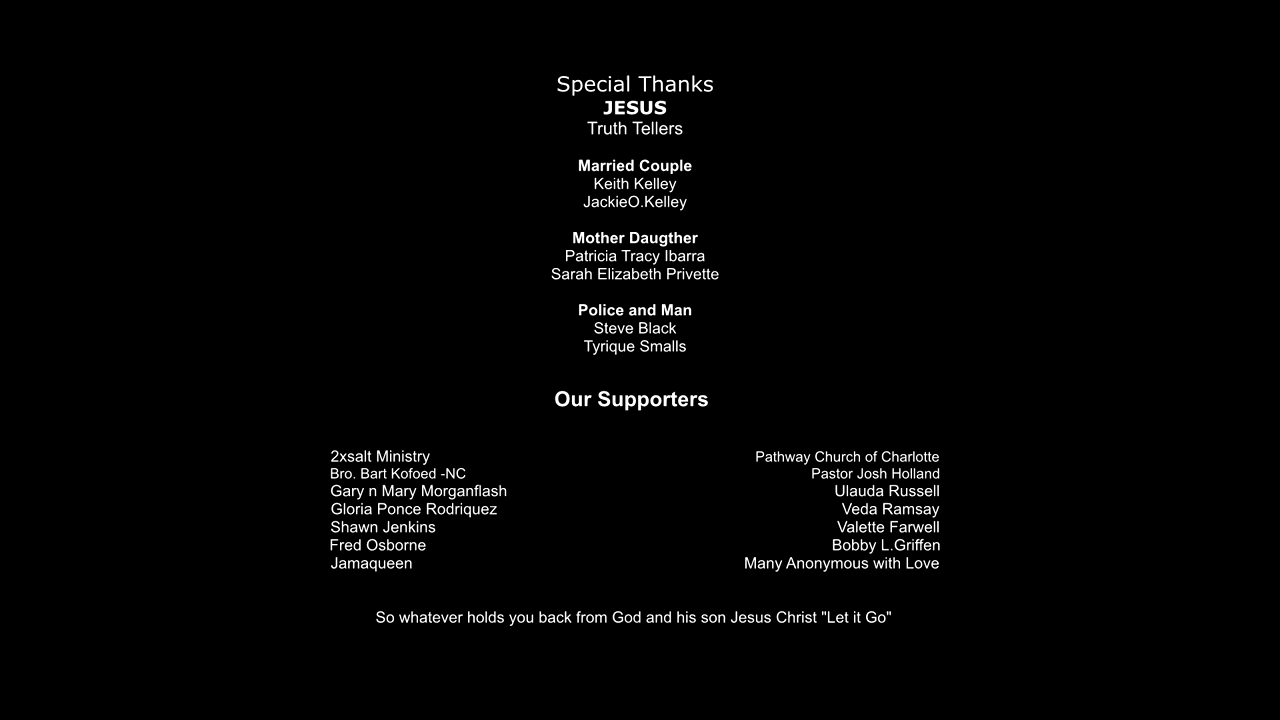 Special Thanks
JESUS
Truth Tellers
Married Couple
Keith Kelley
JackieO.Kelley
Mother Daugther
Patricia Tracy Ibarra
Sarah Elizabeth Privette
Police and Man
Steve Black
Tyrique Smalls
Our Supporters
2xsalt Ministry
Bro. Bart Kofoed -NC
Gary n Mary Morganflash
Gloria Ponce Rodriquez
Shawn Jenkins
Fred Osborne
Jamaqueen
Pathway Church of Charlotte
Pastor Josh Holland
Ulauda Russell
Veda Ramsay
Valette Farwell
Bobby L.Griffen
Many Anonymous with Love
So whatever holds you back from God and his son Jesus Christ "Let it Go"